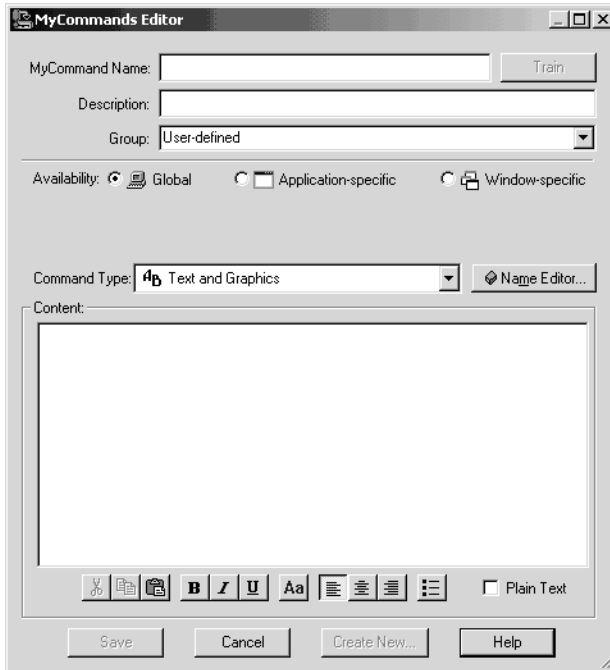 MyCommands Editor
MyCommand Name: Train
Description:
Group: User-defined
Availability: Global Application-specific Window-specific
Command Type: AB Text and Graphics Name Editor...
Content:
B I U Aa Plain Text
Save Cancel Create New... Help